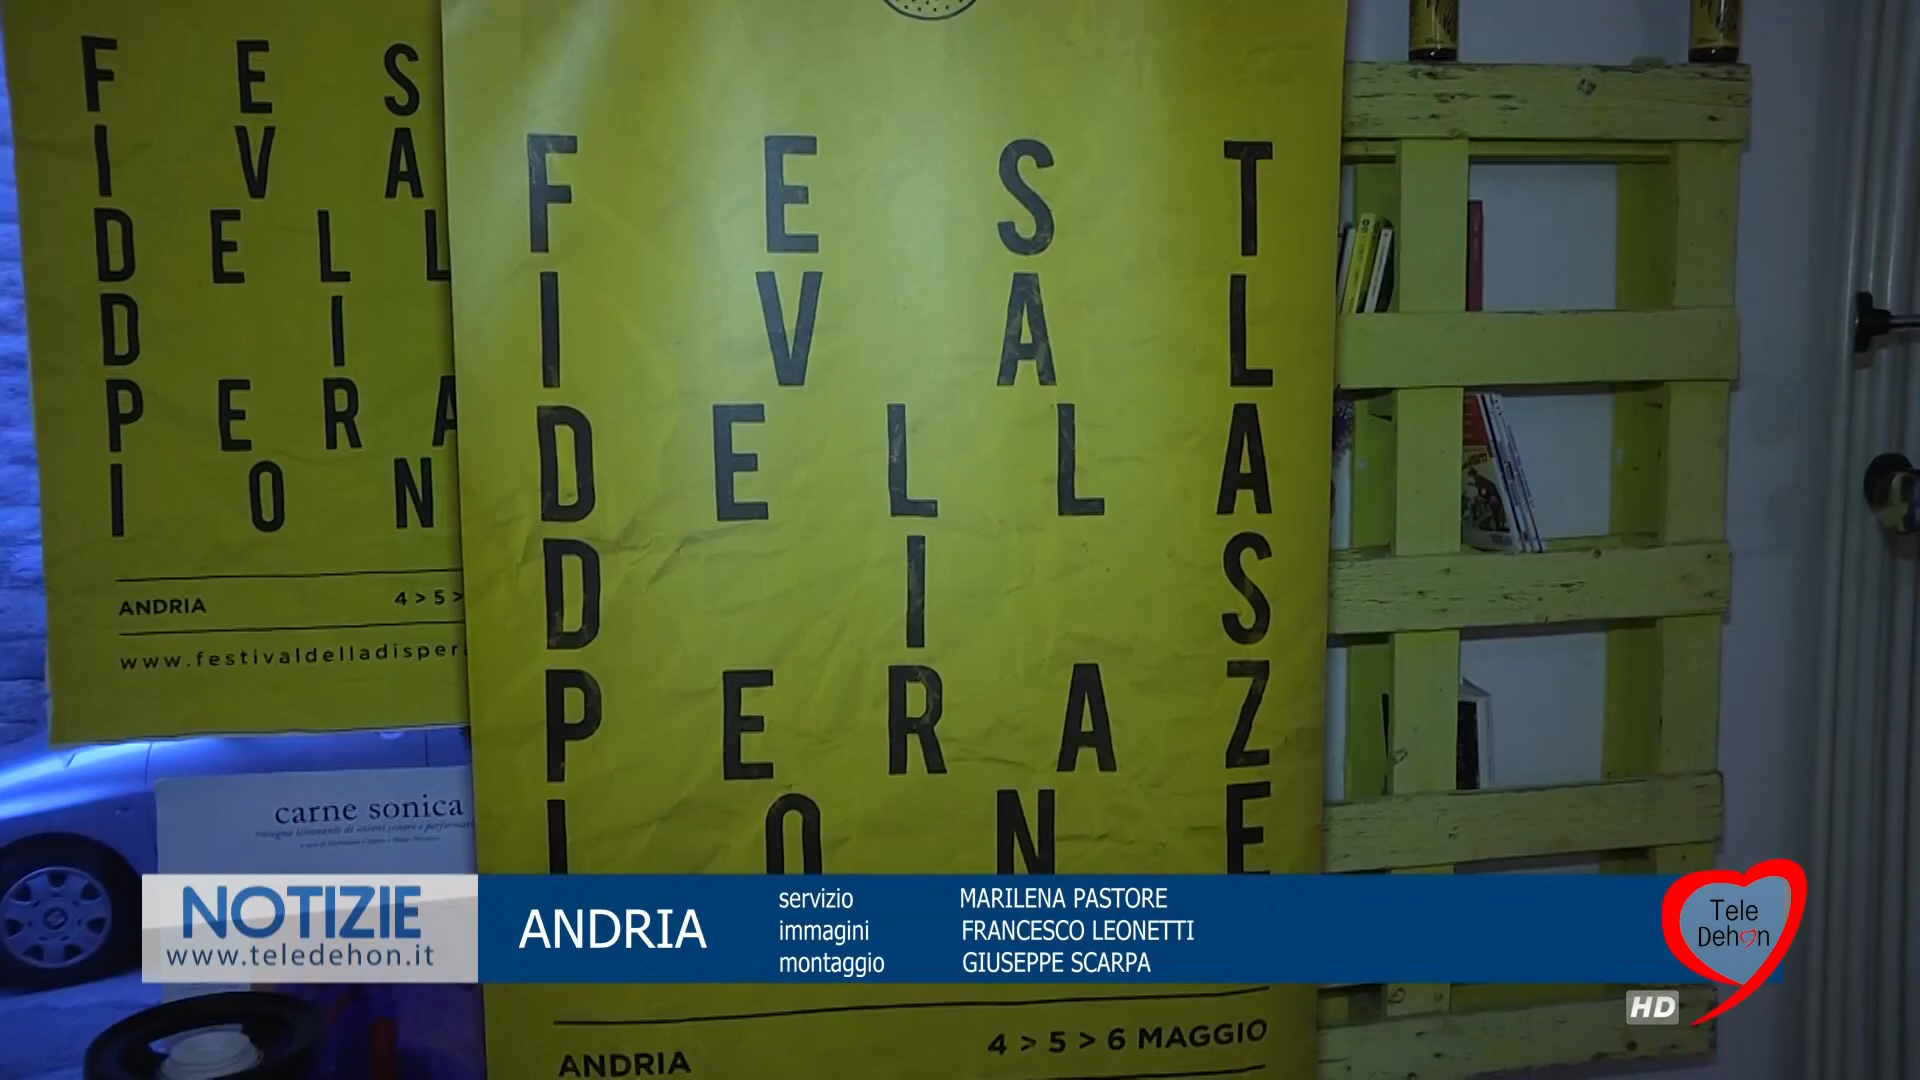 F E S
I V A
D E L L
D I
P E R A
I O N
ANDRIA 4 > 5 >
www.festivaldelladispera
carne sonica
F E S T
I V A L
D E L L A
D I S
P E R A Z
I O N E
ANDRIA 4 > 5 > 6 MAGGIO
NOTIZIE
www.teledehon.it
ANDRIA
servizio MARILENA PASTORE
immagini FRANCESCO LEONETTI
montaggio GIUSEPPE SCARPA
Tele
Dehon
HD